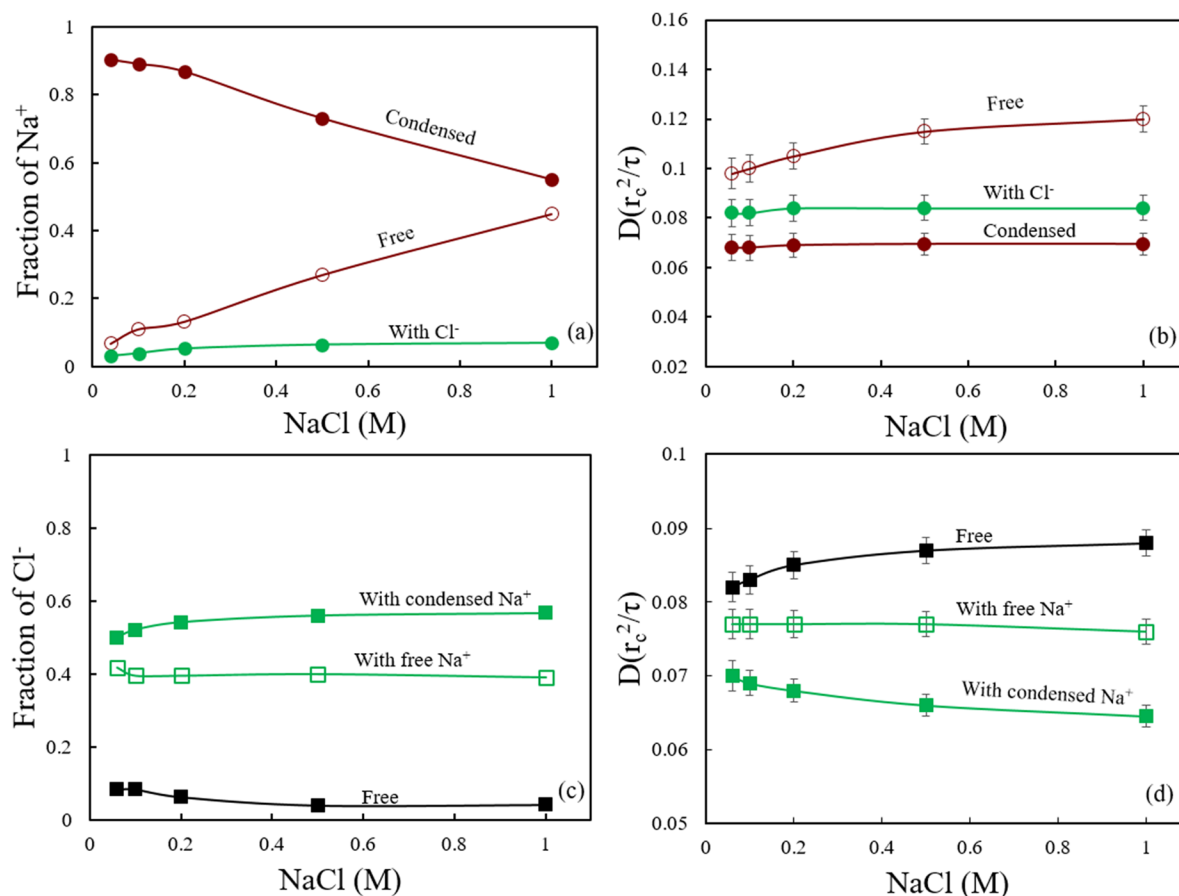 1
0.8
0.6
0.4
0.2
0
0 0.2 0.4 0.6 0.8 1
Fraction of Na⁺
NaCl (M)
Condensed
Free
With Cl⁻
(a)
0.16
0.14
0.12
0.1
0.08
0.06
0.04
0.02
0 0.2 0.4 0.6 0.8 1
D(r_c²/τ)
NaCl (M)
Free
With Cl⁻
Condensed
(b)
1
0.8
0.6
0.4
0.2
0
0 0.2 0.4 0.6 0.8 1
Fraction of Cl⁻
NaCl (M)
With condensed Na⁺
With free Na⁺
Free
(c)
0.1
0.09
0.08
0.07
0.06
0.05
0 0.2 0.4 0.6 0.8 1
D(r_c²/τ)
NaCl (M)
Free
With free Na⁺
With condensed Na⁺
(d)